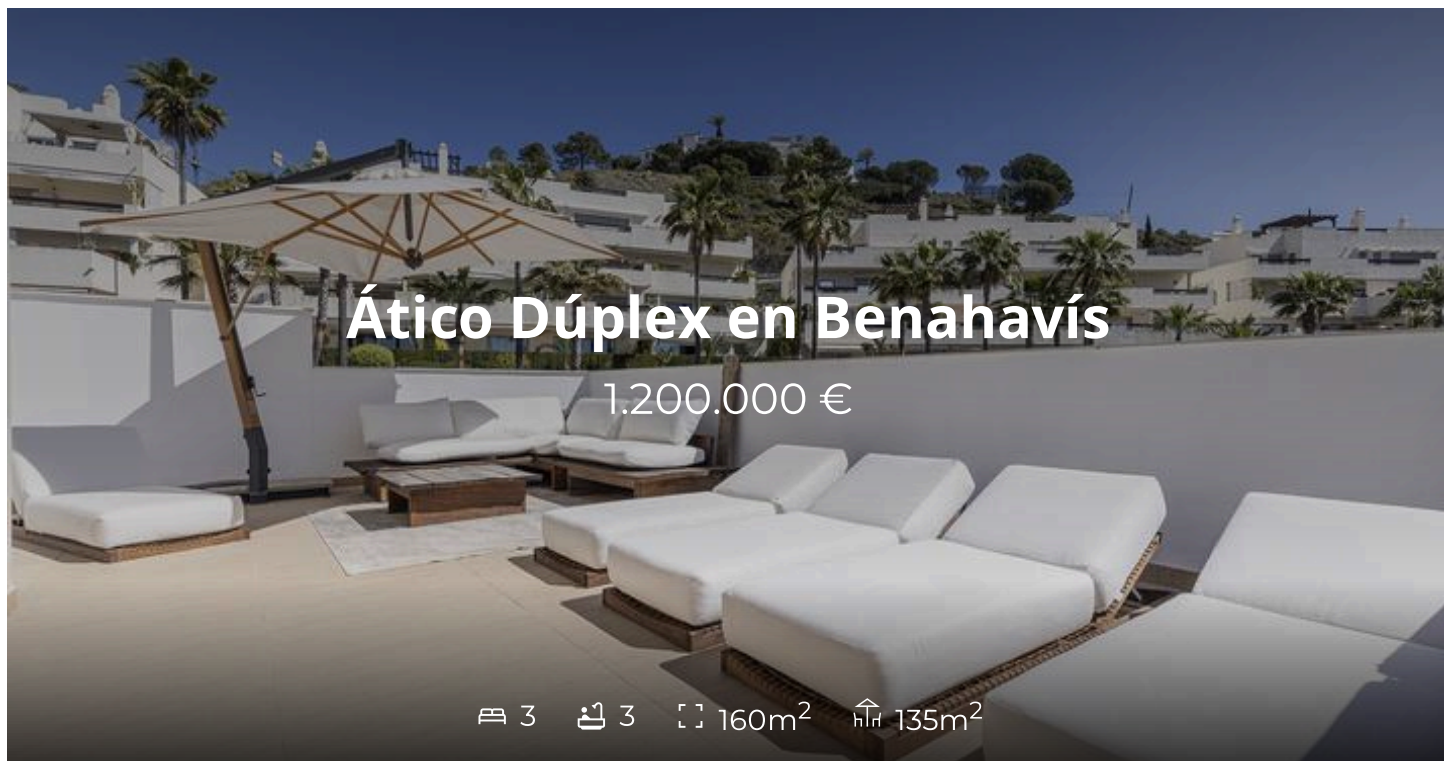 Ático Dúplex en Benahavís
1.200.000 €
3 3 160m² 135m²